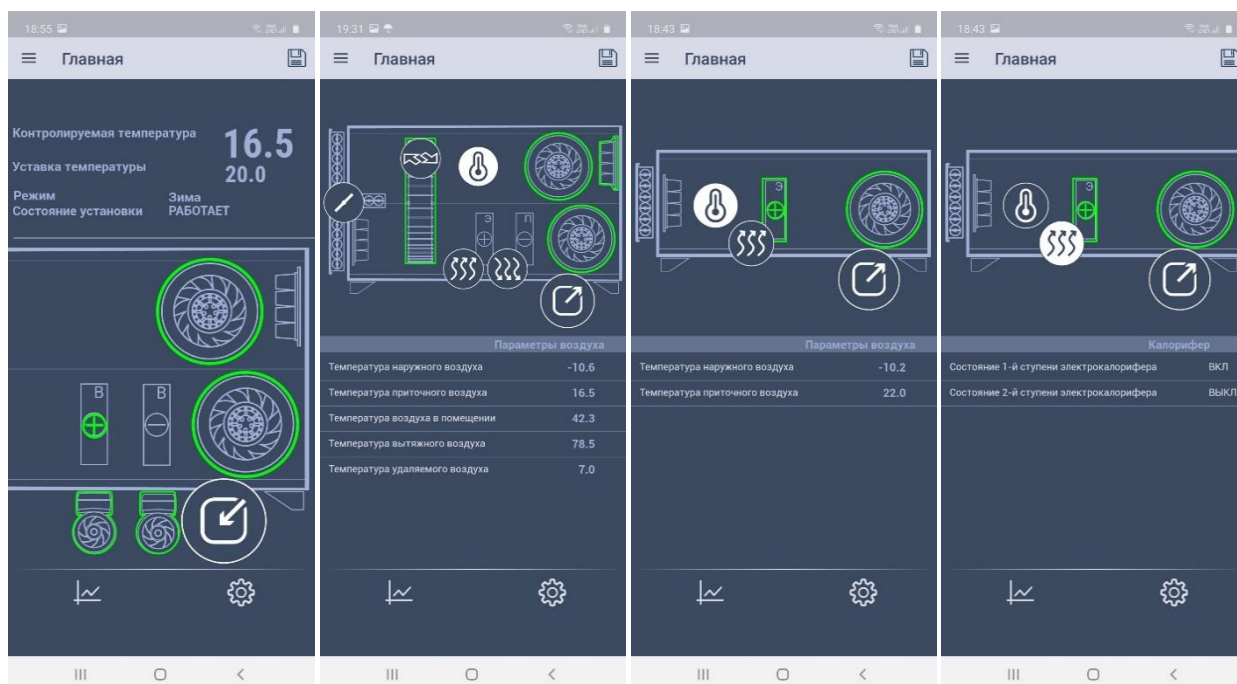 18:55
Главная
Контролируемая температура 16.5
Уставка температуры 20.0
Режим Зима
Состояние установки РАБОТАЕТ
В В
19:31
Главная
Э П
Параметры воздуха
Температура наружного воздуха -10.6
Температура приточного воздуха 16.5
Температура воздуха в помещении 42.3
Температура вытяжного воздуха 78.5
Температура удаляемого воздуха 7.0
18:43
Главная
Э
Параметры воздуха
Температура наружного воздуха -10.2
Температура приточного воздуха 22.0
18:43
Главная
Э
Калорифер
Состояние 1-й ступени электрокалорифера ВКЛ
Состояние 2-й ступени электрокалорифера ВЫКЛ